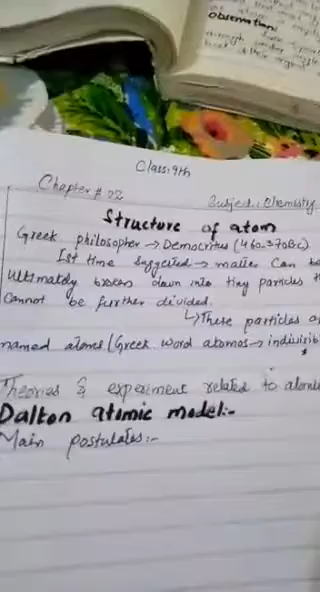 Observation:
Class: 9th
Chapter # 02
Subject: Chemistry
Structure of atom
Greek philosopher → Democritus (460-370BC)
Ist time suggested → matter can be
ultimately broken down into tiny particles
cannot be further divided.
↳ These particles
named atoms (Greek word atomos →
Theories & experiment related to
Dalton atomic model:-
Main postulates:-